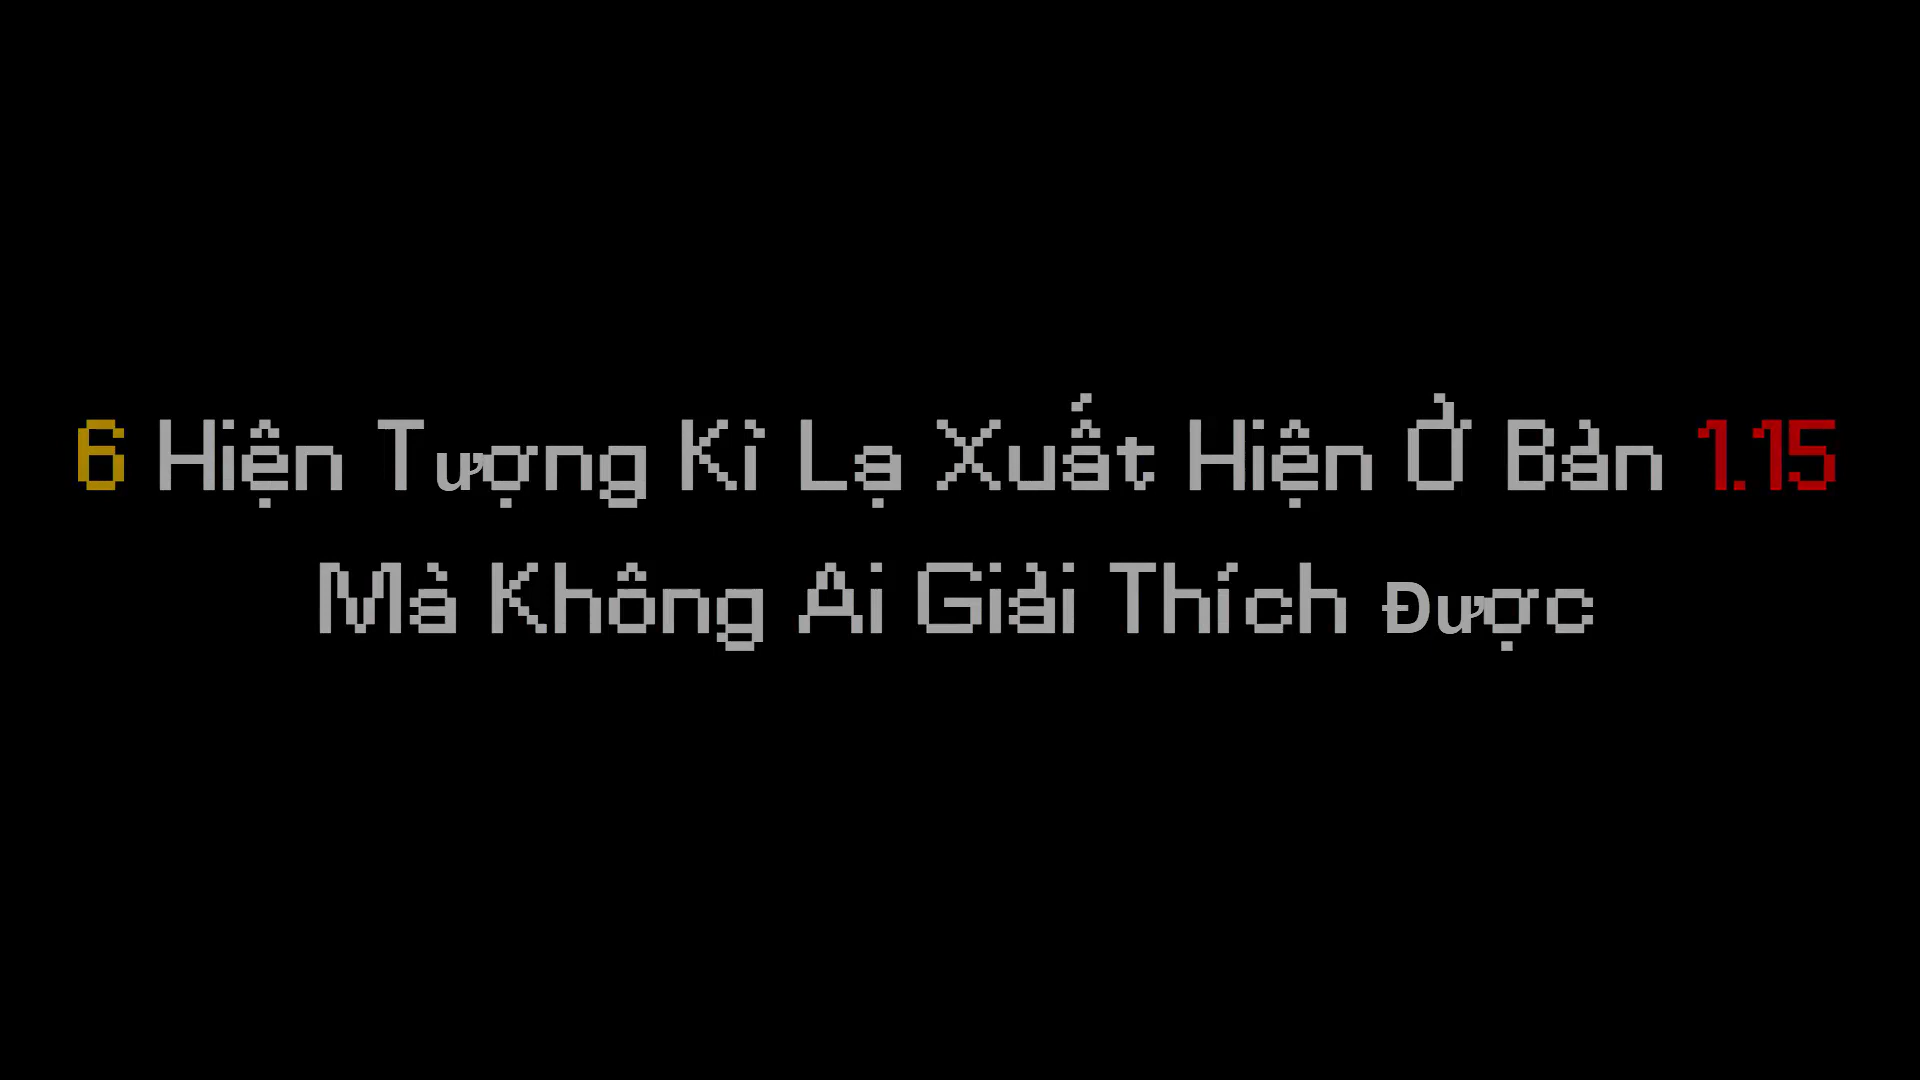 6 Hiện Tượng Kì Lạ Xuất Hiện Ở Bản 1.15
Mà Không Ai Giải Thích Được